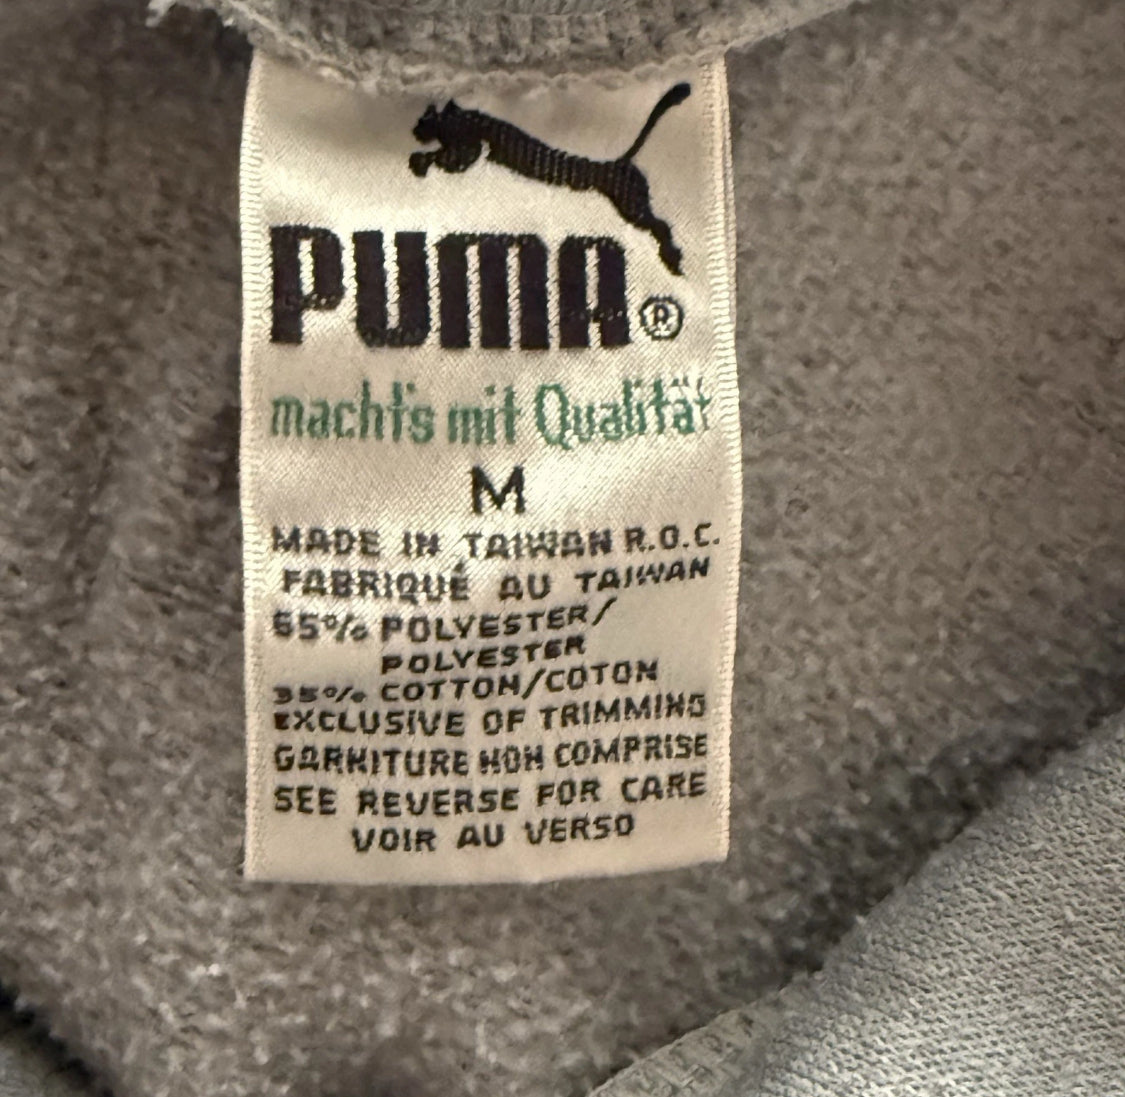 PUMA®
macht's mit Qualität
M
MADE IN TAIWAN R.O.C.
FABRIQUÉ AU TAIWAN
65% POLYESTER/
POLYESTER
35% COTTON/COTON
EXCLUSIVE OF TRIMMING
GARNITURE NON COMPRISE
SEE REVERSE FOR CARE
VOIR AU VERSO